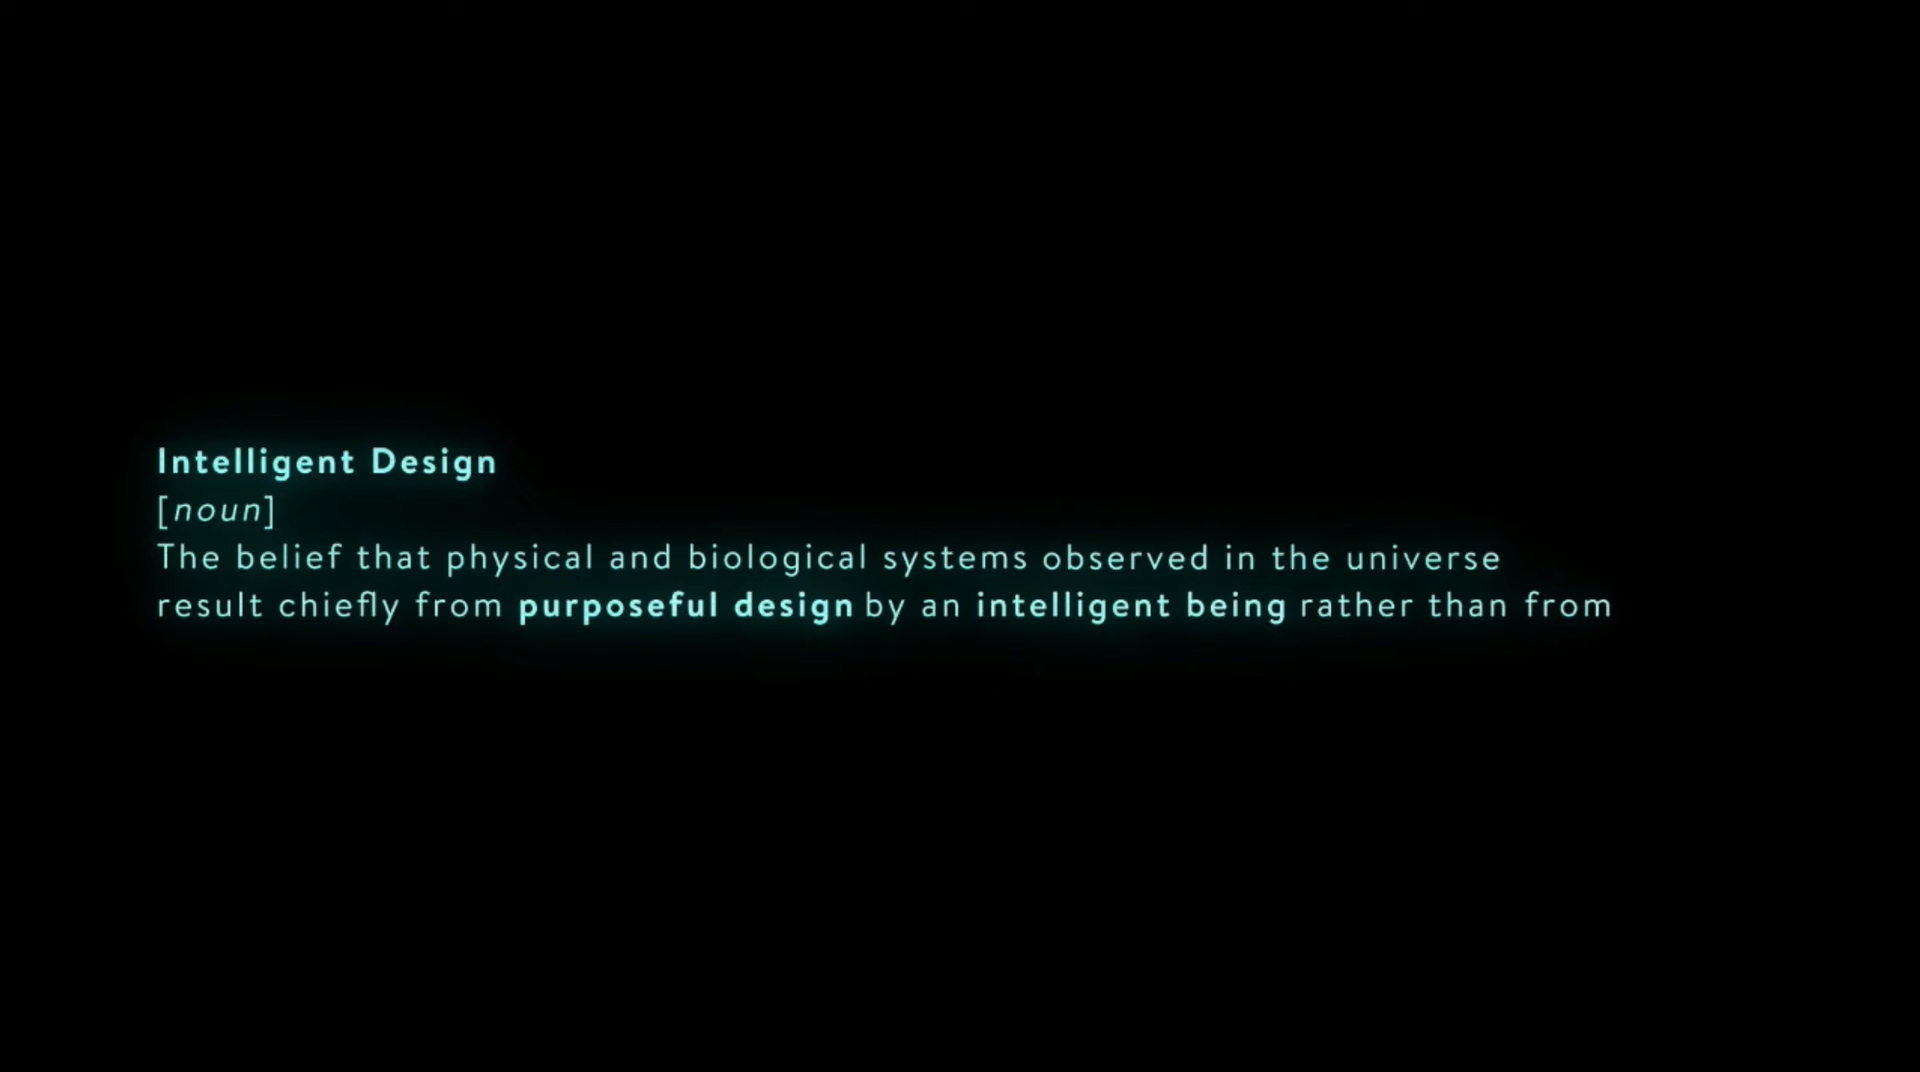 Intelligent Design
[noun]
The belief that physical and biological systems observed in the universe
result chiefly from purposeful design by an intelligent being rather than from